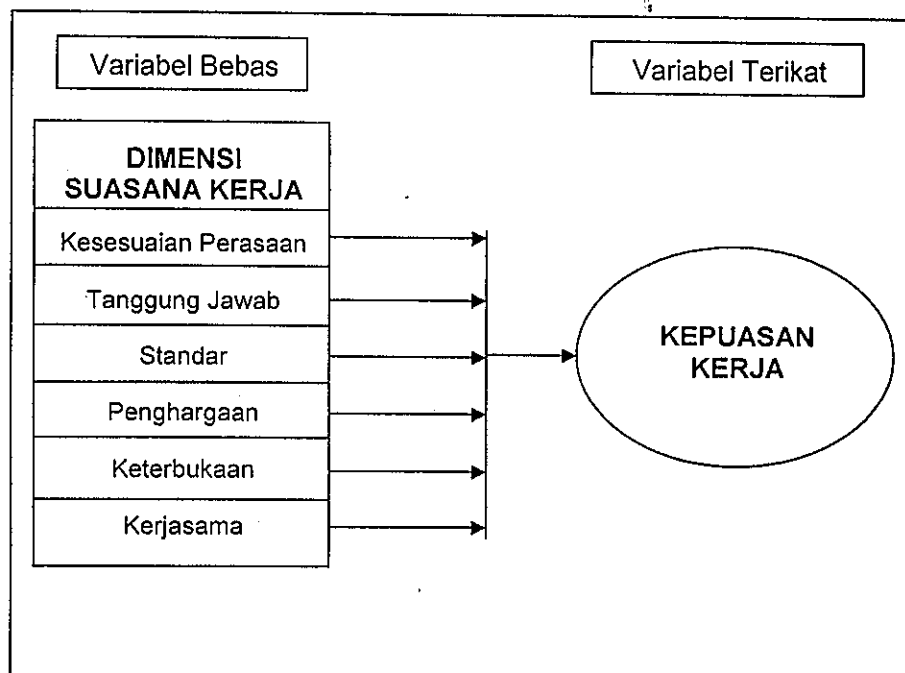 Variabel Bebas
Variabel Terikat
DIMENSI
SUASANA KERJA
Kesesuaian Perasaan
Tanggung Jawab
Standar
Penghargaan
Keterbukaan
Kerjasama
KEPUASAN
KERJA